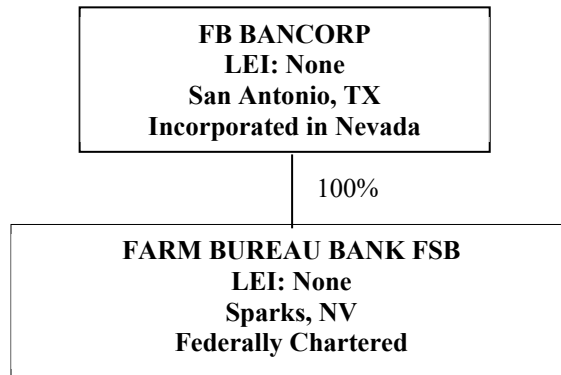 FB BANCORP
LEI: None
San Antonio, TX
Incorporated in Nevada
100%
FARM BUREAU BANK FSB
LEI: None
Sparks, NV
Federally Chartered